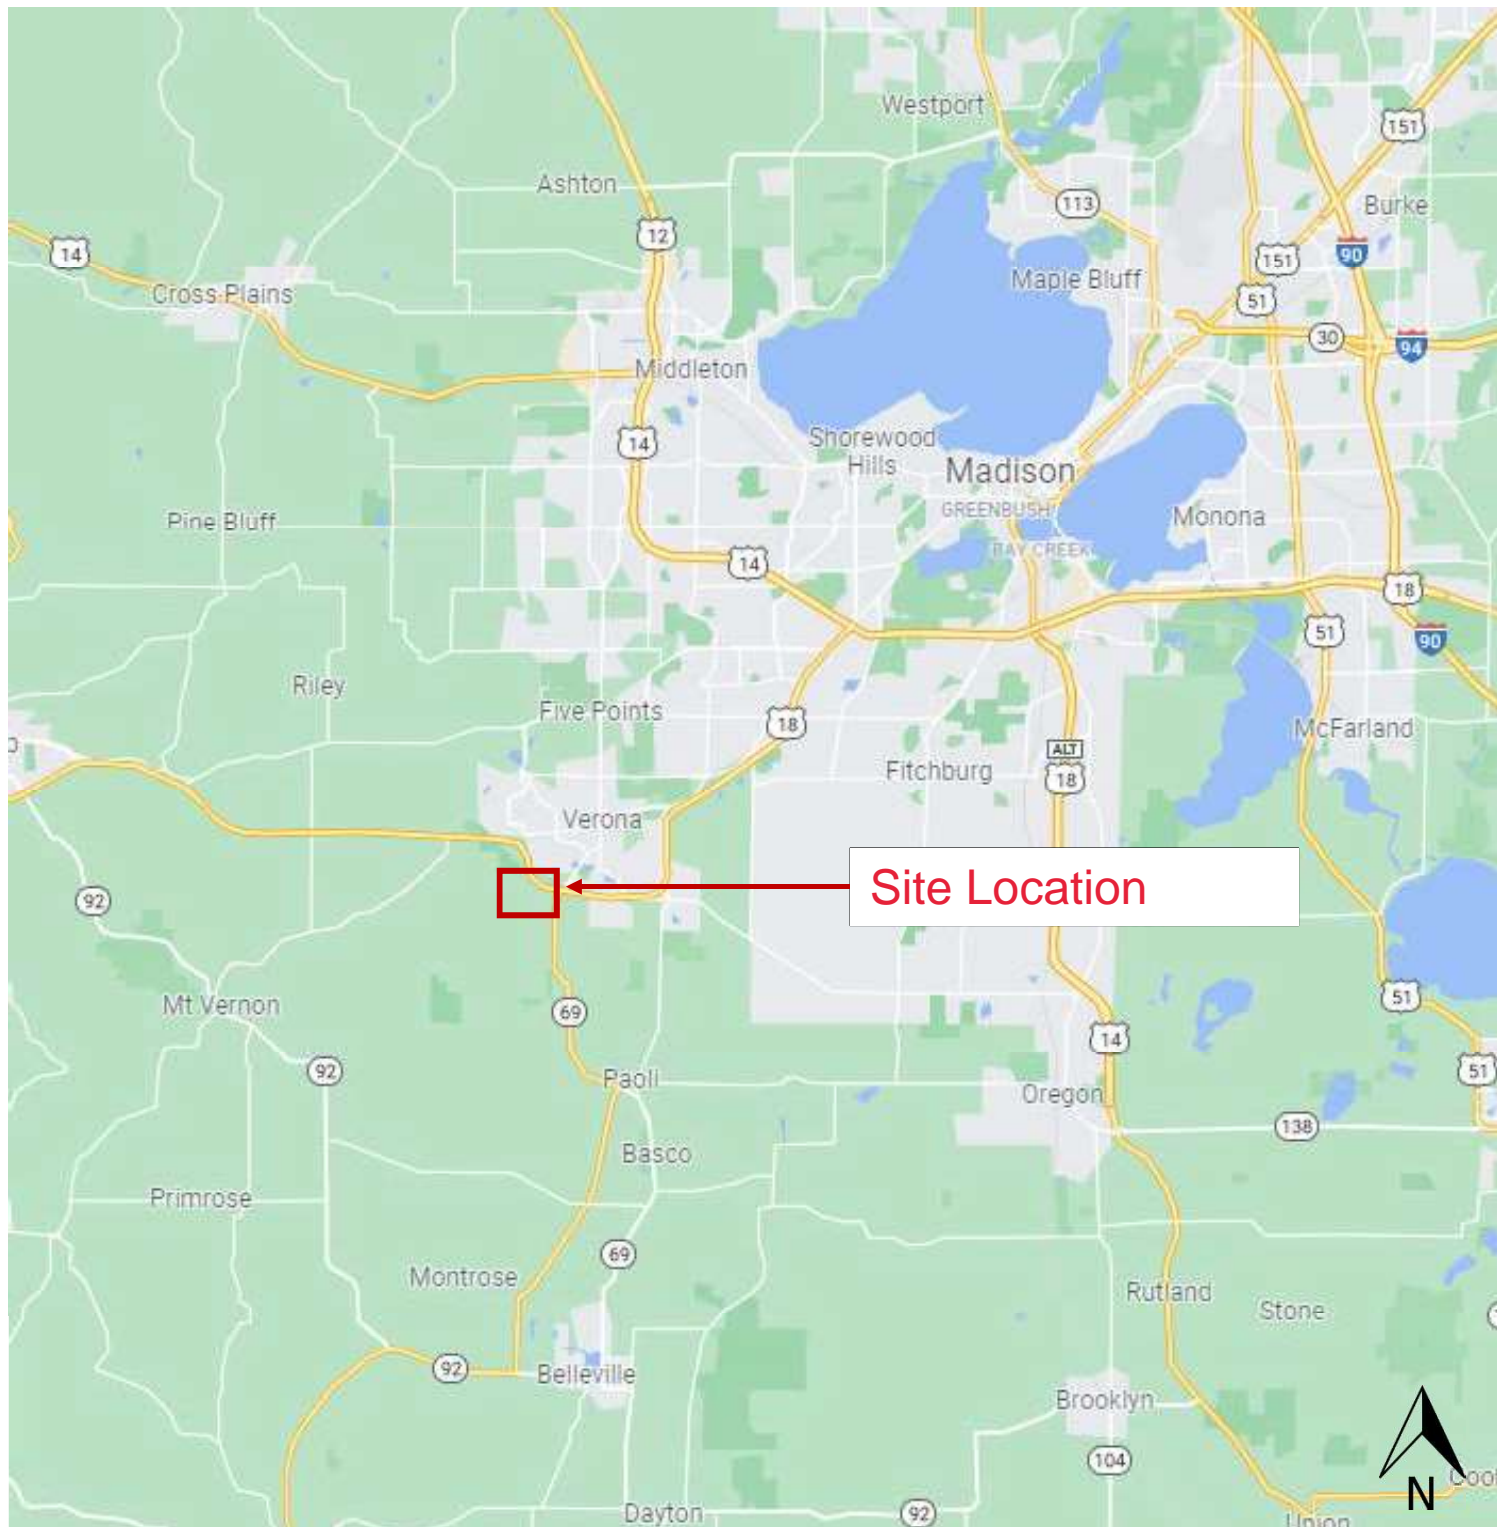 Westport
151
Ashton
113
Burke
12
14
151
90
Cross Plains
Maple Bluff
51
30
94
Middleton
14
Shorewood
Hills
Madison
GREENBUSH
Pine Bluff
Monona
BAY CREEK
14
18
51
90
Riley
Five Points
18
McFarland
ALT
18
Fitchburg
Verona
Site Location
92
51
Mt Vernon
69
14
92
51
Paoli
Oregon
138
Basco
Primrose
69
Montrose
Rutland
Stone
92
Belleville
Brooklyn
104
N
Dayton
92
Union